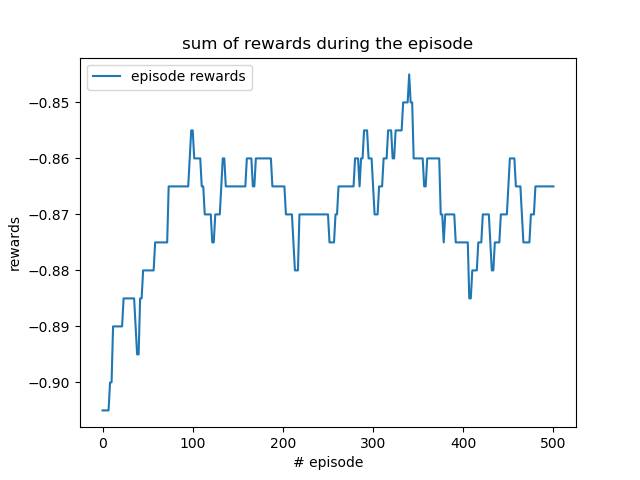 sum of rewards during the episode
episode rewards
−0.85
−0.86
−0.87
−0.88
−0.89
−0.90
rewards
0 100 200 300 400 500
# episode